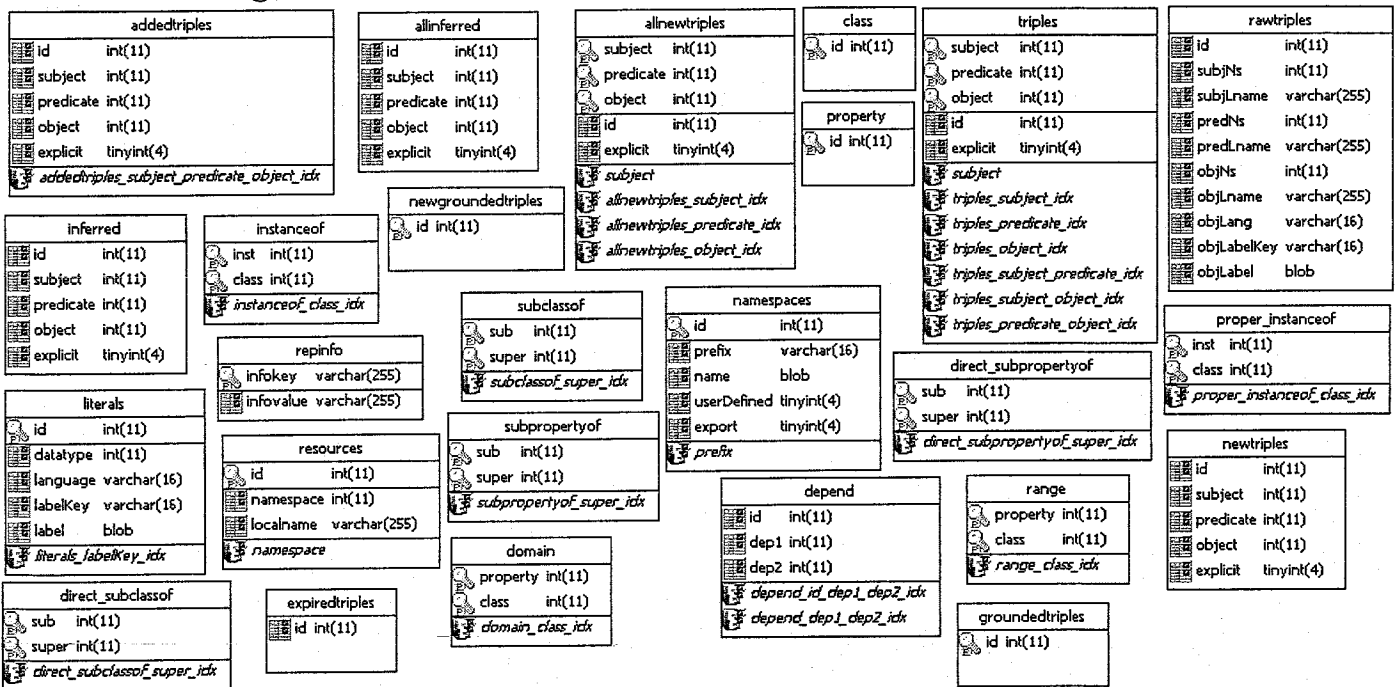 addedtriples
id int(11)
subject int(11)
predicate int(11)
object int(11)
explicit tinyint(4)
addedtriples_subject_predicate_object_idx
allinferred
id int(11)
subject int(11)
predicate int(11)
object int(11)
explicit tinyint(4)
allnewtriples
subject int(11)
predicate int(11)
object int(11)
id int(11)
explicit tinyint(4)
subject
allnewtriples_subject_idx
allnewtriples_predicate_idx
allnewtriples_object_idx
class
id int(11)
property
id int(11)
triples
subject int(11)
predicate int(11)
object int(11)
id int(11)
explicit tinyint(4)
subject
triples_subject_idx
triples_predicate_idx
triples_object_idx
triples_subject_predicate_idx
triples_subject_object_idx
triples_predicate_object_idx
rawtriples
id int(11)
subjNs int(11)
subjLname varchar(255)
predNs int(11)
predLname varchar(255)
objNs int(11)
objLname varchar(255)
objLang varchar(16)
objLabelKey varchar(16)
objLabel blob
newgroundedtriples
id int(11)
inferred
id int(11)
subject int(11)
predicate int(11)
object int(11)
explicit tinyint(4)
instanceof
inst int(11)
class int(11)
instanceof_class_idx
subclassof
sub int(11)
super int(11)
subclassof_super_idx
namespaces
id int(11)
prefix varchar(16)
name blob
userDefined tinyint(4)
export tinyint(4)
prefix
proper_instanceof
inst int(11)
class int(11)
proper_instanceof_class_idx
repinfo
infokey varchar(255)
infovalue varchar(255)
direct_subpropertyof
sub int(11)
super int(11)
direct_subpropertyof_super_idx
literals
id int(11)
datatype int(11)
language varchar(16)
labelKey varchar(16)
label blob
literals_labelKey_idx
resources
id int(11)
namespace int(11)
localname varchar(255)
namespace
subpropertyof
sub int(11)
super int(11)
subpropertyof_super_idx
newtriples
id int(11)
subject int(11)
predicate int(11)
object int(11)
explicit tinyint(4)
depend
id int(11)
dep1 int(11)
dep2 int(11)
depend_id_dep1_dep2_idx
depend_dep1_dep2_idx
range
property int(11)
class int(11)
range_class_idx
domain
property int(11)
class int(11)
domain_class_idx
direct_subclassof
sub int(11)
super int(11)
direct_subclassof_super_idx
expiredtriples
id int(11)
groundedtriples
id int(11)